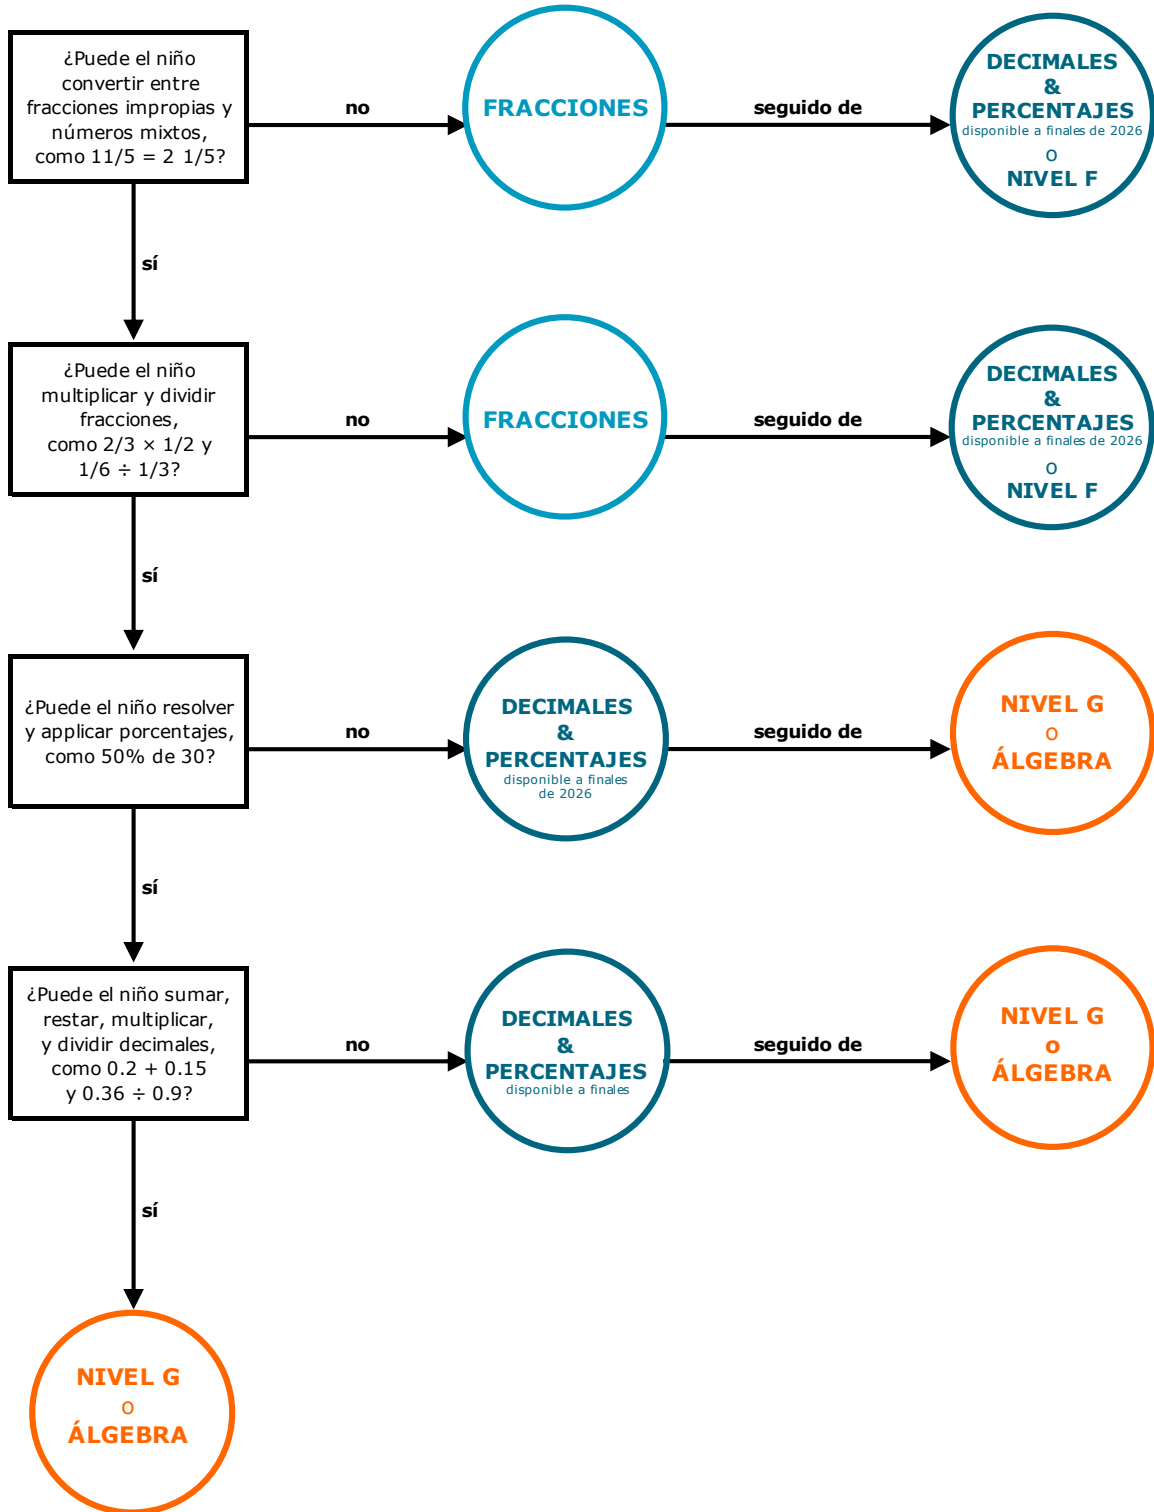 ¿Puede el niño
convertir entre
fracciones impropias y
números mixtos,
como 11/5 = 2 1/5?
no
FRACCIONES
seguido de
DECIMALES
&
PERCENTAJES
disponible a finales de 2026
o
NIVEL F
sí
¿Puede el niño
multiplicar y dividir
fracciones,
como 2/3 × 1/2 y
1/6 ÷ 1/3?
no
FRACCIONES
seguido de
DECIMALES
&
PERCENTAJES
disponible a finales de 2026
o
NIVEL F
sí
¿Puede el niño resolver
y applicar porcentajes,
como 50% de 30?
no
DECIMALES
&
PERCENTAJES
disponible a finales
de 2026
seguido de
NIVEL G
o
ÁLGEBRA
sí
¿Puede el niño sumar,
restar, multiplicar,
y dividir decimales,
como 0.2 + 0.15
y 0.36 ÷ 0.9?
no
DECIMALES
&
PERCENTAJES
disponible a finales
seguido de
NIVEL G
o
ÁLGEBRA
sí
NIVEL G
o
ÁLGEBRA